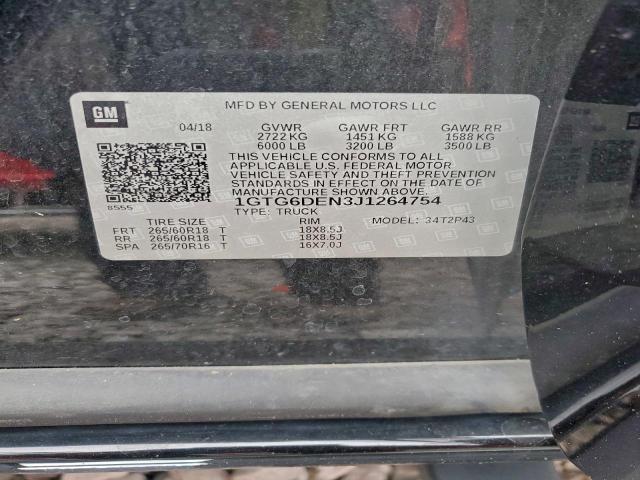 GM
MFD BY GENERAL MOTORS LLC
04/18 GVWR GAWR FRT GAWR RR
2722 KG 1451 KG 1588 KG
6000 LB 3200 LB 3500 LB
THIS VEHICLE CONFORMS TO ALL
APPLICABLE U.S. FEDERAL MOTOR
VEHICLE SAFETY AND THEFT PREVENTION
STANDARDS IN EFFECT ON THE DATE OF
MANUFACTURE SHOWN ABOVE.
8555 1GTG6DEN3J1264754
TYPE: TRUCK MODEL: 34T2P43
TIRE SIZE RIM
FRT 265/60R18 T 18X8.5J
RR 265/60R18 T 18X8.5J
SPA 265/70R16 T 16X7.0J